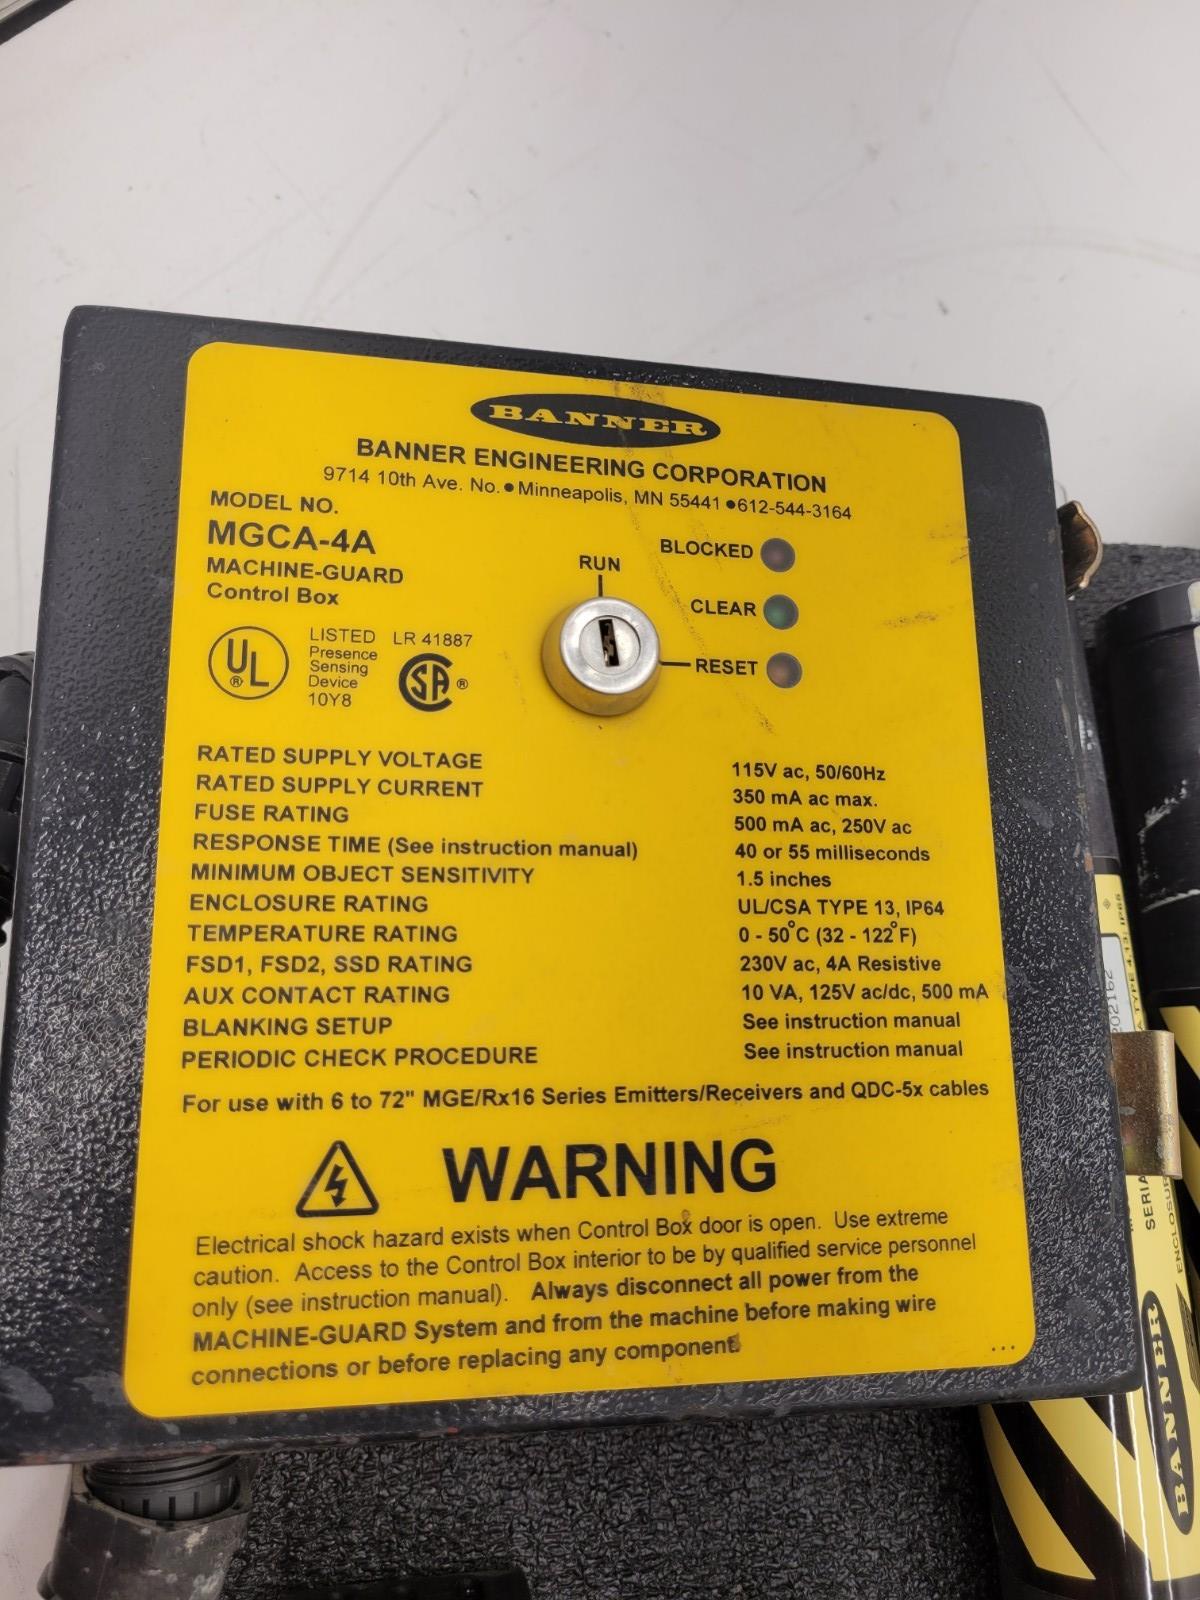 BANNER
BANNER ENGINEERING CORPORATION
9714 10th Ave. No. ● Minneapolis, MN 55441 ● 612-544-3164
MODEL NO.
MGCA-4A
MACHINE-GUARD
Control Box
RUN
BLOCKED
CLEAR
RESET
UL ®
LISTED
Presence
Sensing
Device
10Y8
LR 41887
CSA ®
RATED SUPPLY VOLTAGE 115V ac, 50/60Hz
RATED SUPPLY CURRENT 350 mA ac max.
FUSE RATING 500 mA ac, 250V ac
RESPONSE TIME (See instruction manual) 40 or 55 milliseconds
MINIMUM OBJECT SENSITIVITY 1.5 inches
ENCLOSURE RATING UL/CSA TYPE 13, IP64
TEMPERATURE RATING 0 - 50°C (32 - 122°F)
FSD1, FSD2, SSD RATING 230V ac, 4A Resistive
AUX CONTACT RATING 10 VA, 125V ac/dc, 500 mA
BLANKING SETUP See instruction manual
PERIODIC CHECK PROCEDURE See instruction manual
For use with 6 to 72" MGE/Rx16 Series Emitters/Receivers and QDC-5x cables
WARNING
Electrical shock hazard exists when Control Box door is open. Use extreme
caution. Access to the Control Box interior to be by qualified service personnel
only (see instruction manual). Always disconnect all power from the
MACHINE-GUARD System and from the machine before making wire
connections or before replacing any component.
...
TYPE 4,13; IP65
202162
SERIA
ENCLOSUR
BANNER